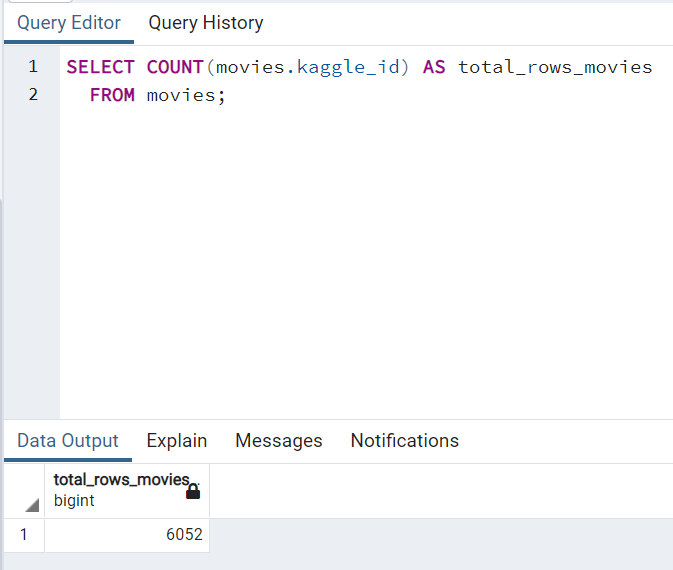 Query Editor Query History
1 SELECT COUNT(movies.kaggle_id) AS total_rows_movies
2 FROM movies;
Data Output Explain Messages Notifications
total_rows_movies
bigint
1 6052